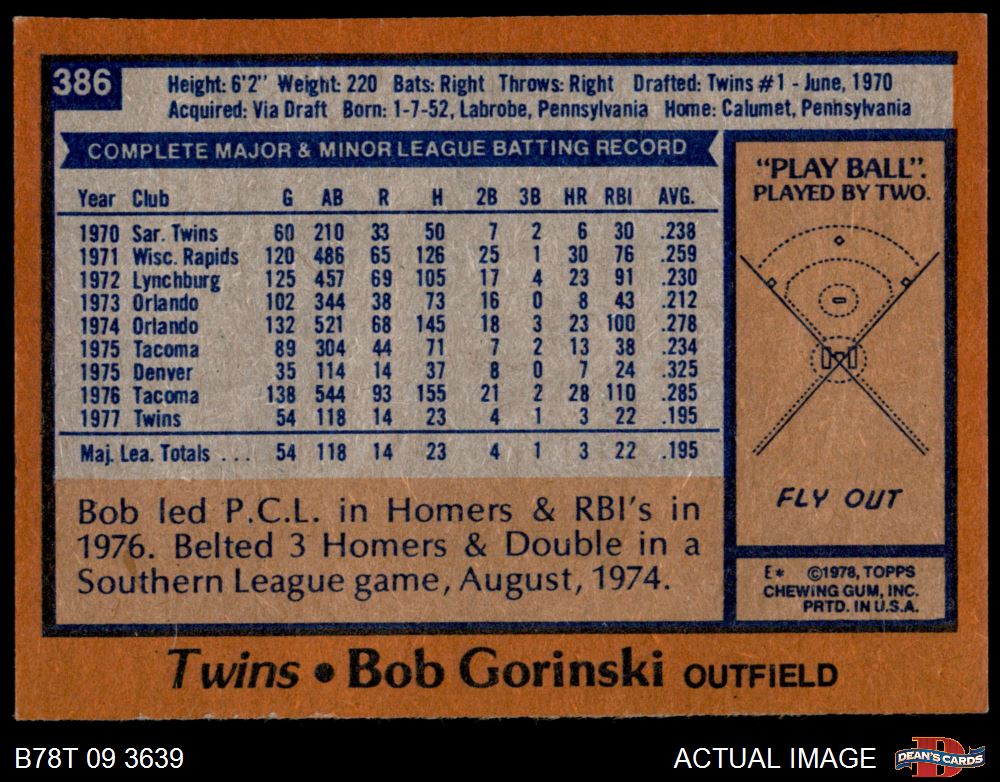 386
Height: 6'2" Weight: 220 Bats: Right Throws: Right Drafted: Twins #1 - June, 1970
Acquired: Via Draft Born: 1-7-52, Labrobe, Pennsylvania Home: Calumet, Pennsylvania
COMPLETE MAJOR & MINOR LEAGUE BATTING RECORD
Year Club G AB R H 2B 3B HR RBI AVG.
1970 Sar. Twins 60 210 33 50 7 2 6 30 .238
1971 Wisc. Rapids 120 486 65 126 25 1 30 76 .259
1972 Lynchburg 125 457 69 105 17 4 23 91 .230
1973 Orlando 102 344 38 73 16 0 8 43 .212
1974 Orlando 132 521 68 145 18 3 23 100 .278
1975 Tacoma 89 304 44 71 7 2 13 38 .234
1975 Denver 35 114 14 37 8 0 7 24 .325
1976 Tacoma 138 544 93 155 21 2 28 110 .285
1977 Twins 54 118 14 23 4 1 3 22 .195
Maj. Lea. Totals ... 54 118 14 23 4 1 3 22 .195
Bob led P.C.L. in Homers & RBI's in
1976. Belted 3 Homers & Double in a
Southern League game, August, 1974.
"PLAY BALL":
PLAYED BY TWO.
FLY OUT
E* ©1978, TOPPS
CHEWING GUM, INC.
PRTD. IN U.S.A.
Twins • Bob Gorinski OUTFIELD
B78T 09 3639
ACTUAL IMAGE
D
DEAN'S CARDS